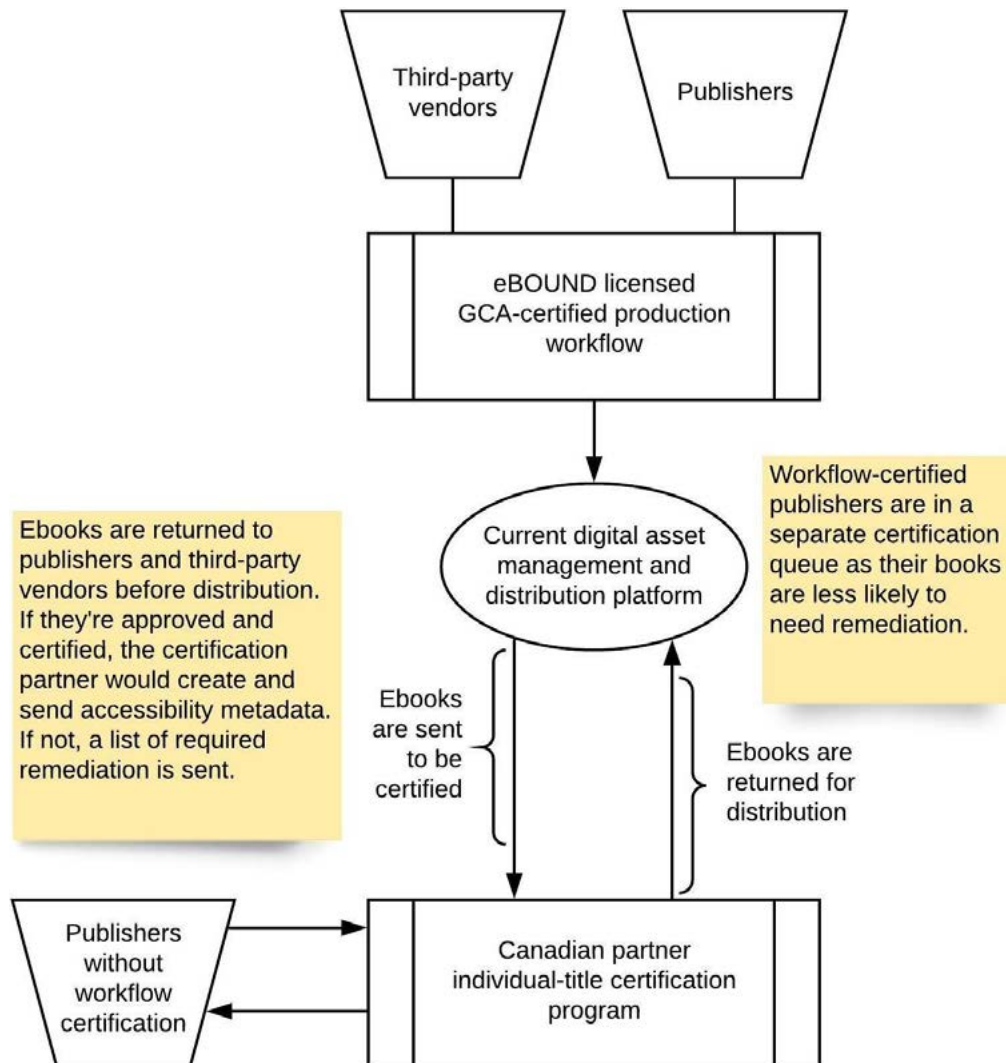 Third-party
vendors
Publishers
eBOUND licensed
GCA-certified production
workflow
Current digital asset
management and
distribution platform
Workflow-certified
publishers are in a
separate certification
queue as their books
are less likely to
need remediation.
Ebooks are returned to
publishers and third-party
vendors before distribution.
If they're approved and
certified, the certification
partner would create and
send accessibility metadata.
If not, a list of required
remediation is sent.
Ebooks
are sent
to be
certified
Ebooks are
returned for
distribution
Publishers
without
workflow
certification
Canadian partner
individual-title certification
program